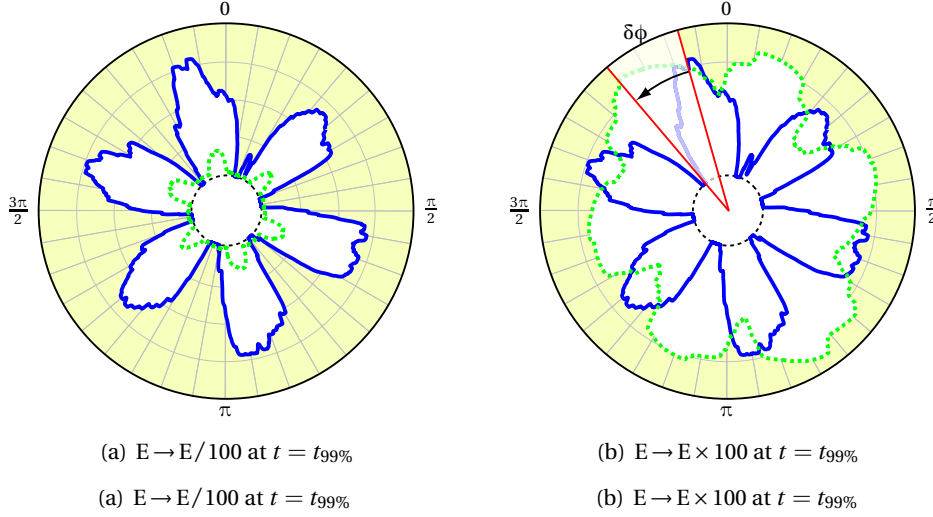 0
0
δϕ
3π/2
π/2
3π/2
π/2
π
π
(a) E → E/100 at t = t99%
(b) E → E × 100 at t = t99%
(a) E → E/100 at t = t99%
(b) E → E × 100 at t = t99%